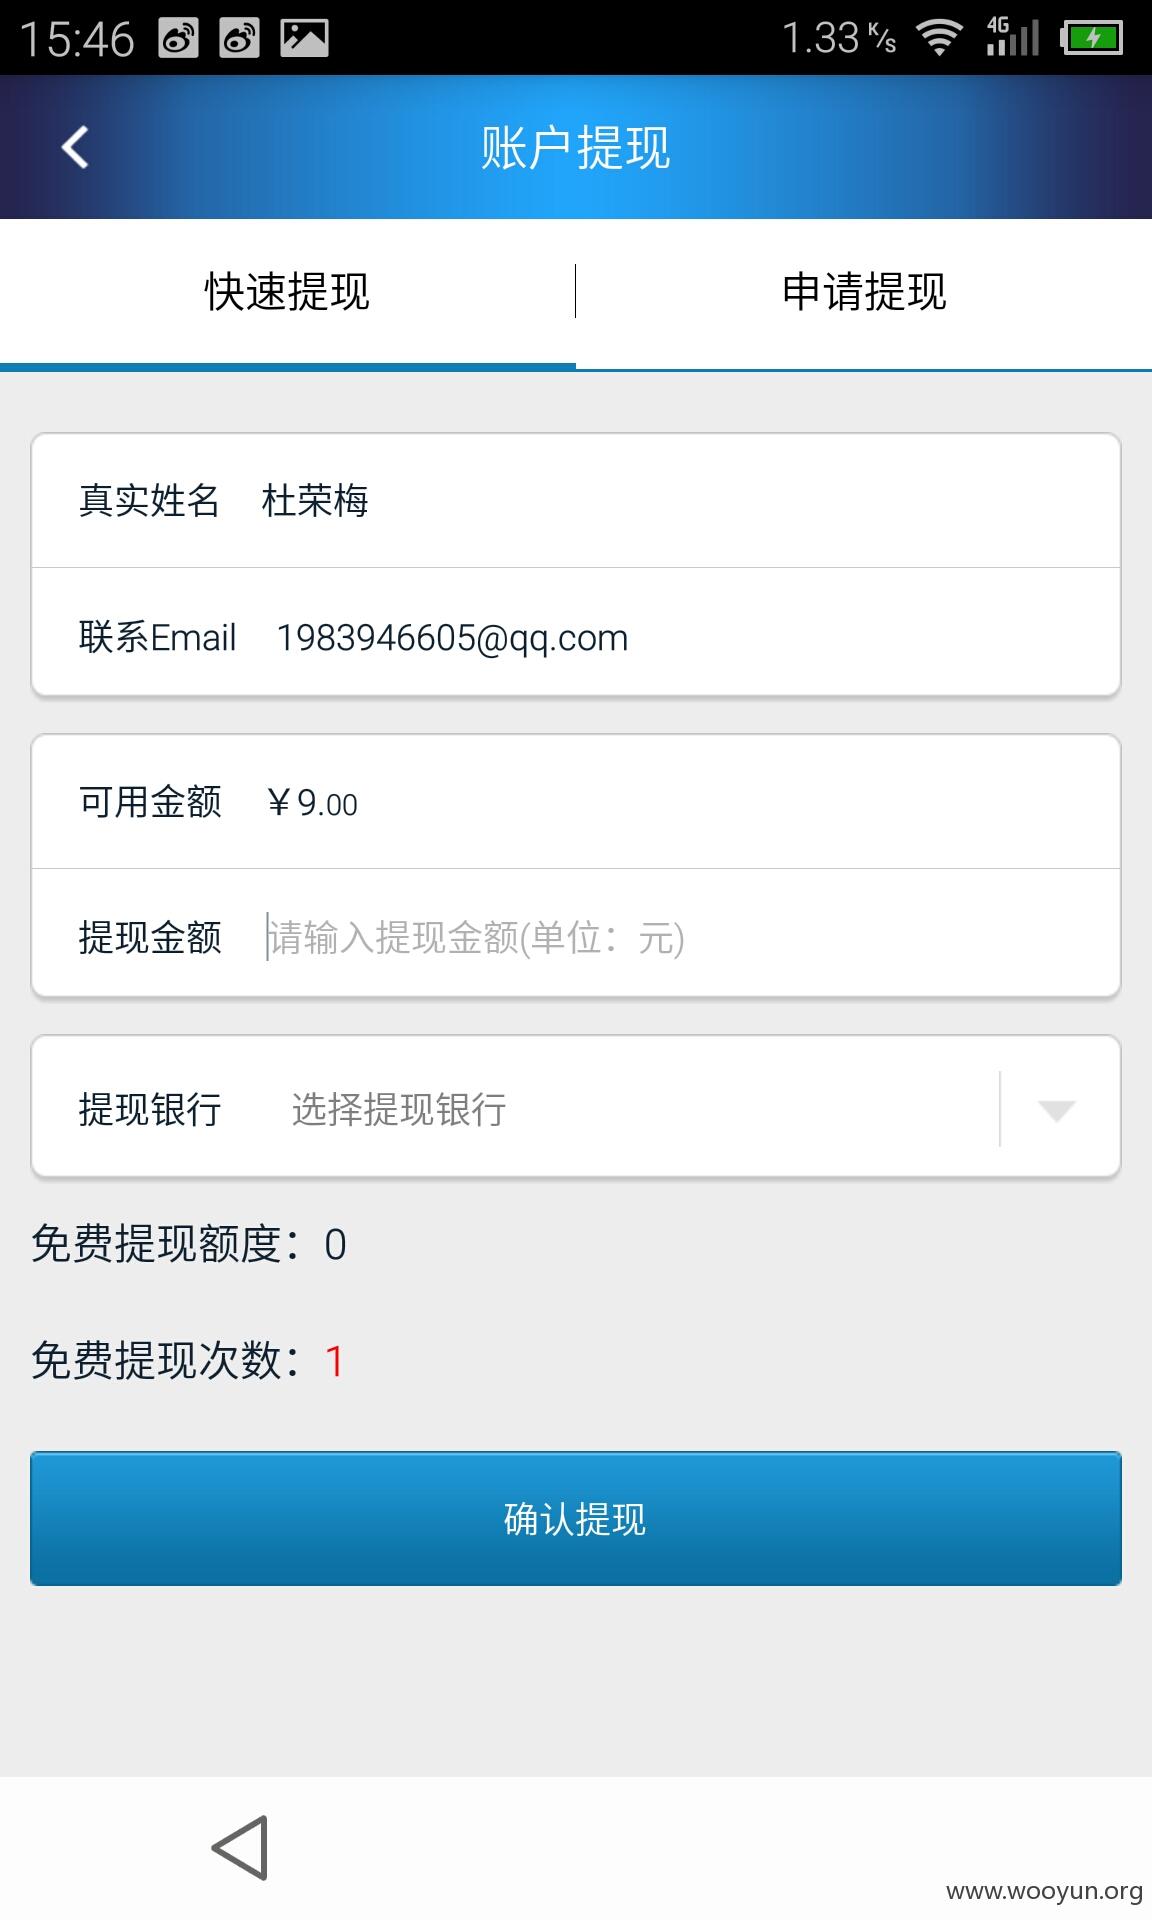 15:46
1.33 K/s
4G
账户提现
快速提现
申请提现
真实姓名 杜荣梅
联系Email 1983946605@qq.com
可用金额 ￥9.00
提现金额 请输入提现金额(单位：元)
提现银行 选择提现银行
免费提现额度：0
免费提现次数：1
确认提现
www.wooyun.org